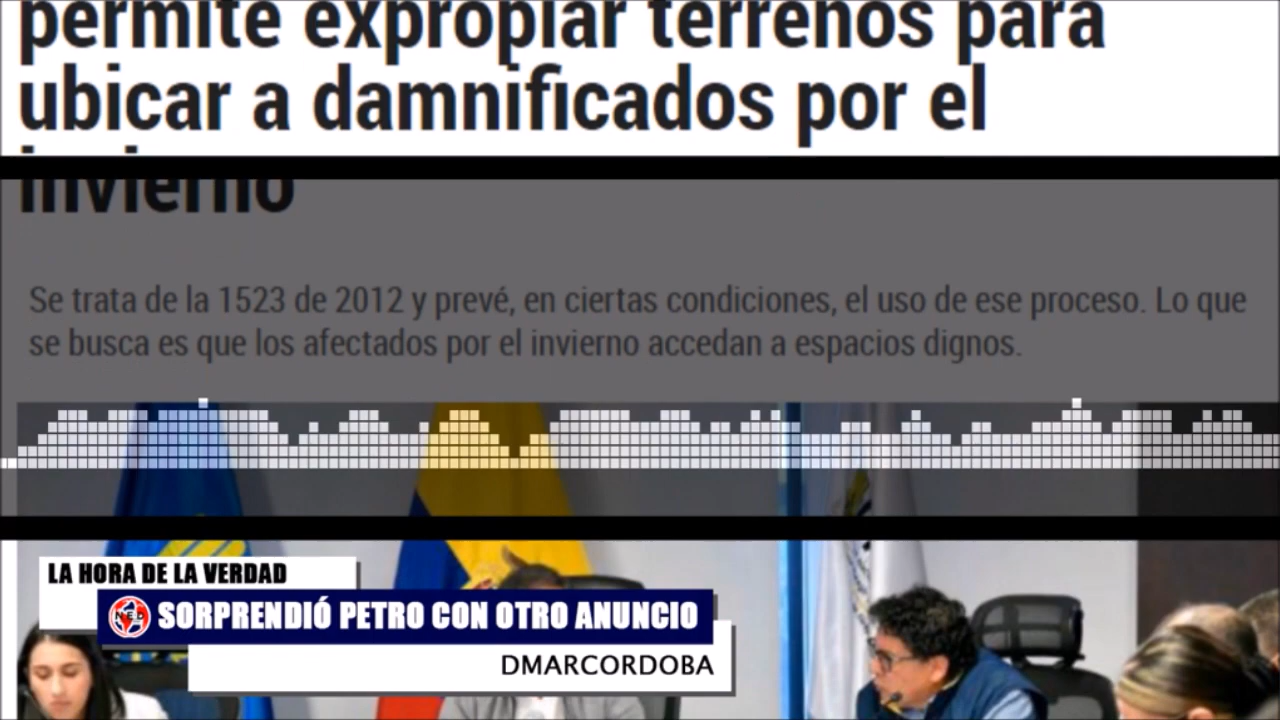 permite expropiar terrenos para
ubicar a damnificados por el
invierno
Se trata de la 1523 de 2012 y prevé, en ciertas condiciones, el uso de ese proceso. Lo que
se busca es que los afectados por el invierno accedan a espacios dignos.
LA HORA DE LA VERDAD
SORPRENDIÓ PETRO CON OTRO ANUNCIO
DMARCORDOBA